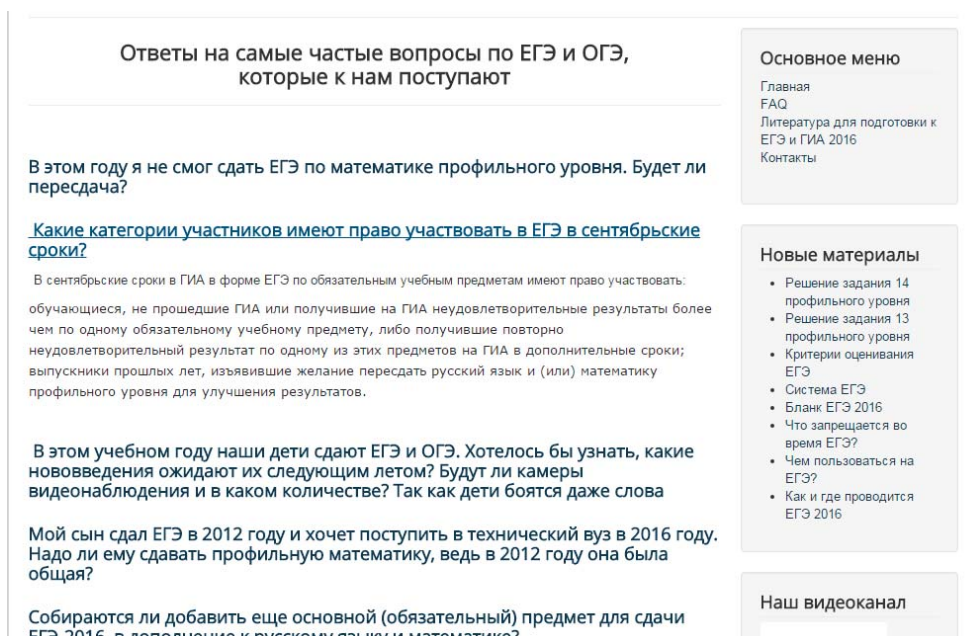 Ответы на самые частые вопросы по ЕГЭ и ОГЭ,
которые к нам поступают
В этом году я не смог сдать ЕГЭ по математике профильного уровня. Будет ли
пересдача?
Какие категории участников имеют право участвовать в ЕГЭ в сентябрьские
сроки?
В сентябрьские сроки в ГИА в форме ЕГЭ по обязательным учебным предметам имеют право участвовать:
обучающиеся, не прошедшие ГИА или получившие на ГИА неудовлетворительные результаты более
чем по одному обязательному учебному предмету, либо получившие повторно
неудовлетворительный результат по одному из этих предметов на ГИА в дополнительные сроки;
выпускники прошлых лет, изъявившие желание пересдать русский язык и (или) математику
профильного уровня для улучшения результатов.
В этом учебном году наши дети сдают ЕГЭ и ОГЭ. Хотелось бы узнать, какие
нововведения ожидают их следующим летом? Будут ли камеры
видеонаблюдения и в каком количестве? Так как дети боятся даже слова
Мой сын сдал ЕГЭ в 2012 году и хочет поступить в технический вуз в 2016 году.
Надо ли ему сдавать профильную математику, ведь в 2012 году она была
общая?
Собираются ли добавить еще основной (обязательный) предмет для сдачи
ЕГЭ-2016, в дополнение к русскому языку и математике?
Основное меню
Главная
FAQ
Литература для подготовки к
ЕГЭ и ГИА 2016
Контакты
Новые материалы
• Решение задания 14
профильного уровня
• Решение задания 13
профильного уровня
• Критерии оценивания
ЕГЭ
• Система ЕГЭ
• Бланк ЕГЭ 2016
• Что запрещается во
время ЕГЭ?
• Чем пользоваться на
ЕГЭ?
• Как и где проводится
ЕГЭ 2016
Наш видеоканал